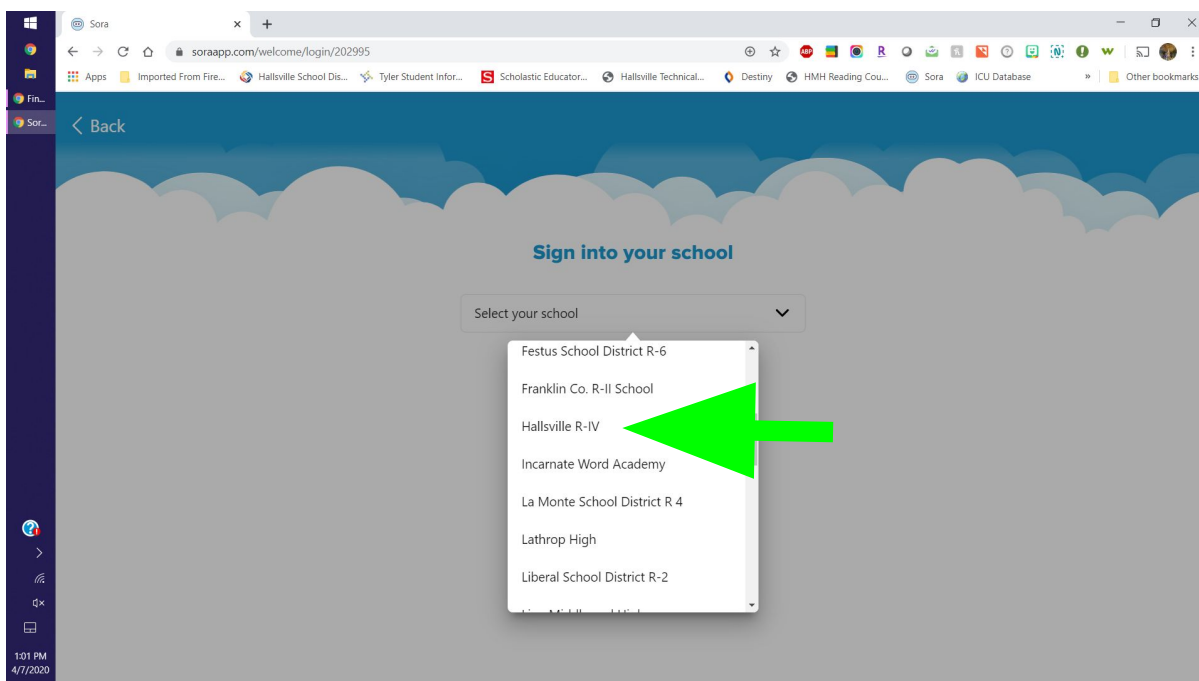 Sora
soraapp.com/welcome/login/202995
Apps Imported From Fire... Hallsville School Dis... Tyler Student Infor... Scholastic Educator... Hallsville Technical... Destiny HMH Reading Cou... Sora ICU Database » Other bookmarks
Fin...
Sor...
Back
Sign into your school
Select your school
Festus School District R-6
Franklin Co. R-II School
Hallsville R-IV
Incarnate Word Academy
La Monte School District R 4
Lathrop High
Liberal School District R-2
1:01 PM
4/7/2020